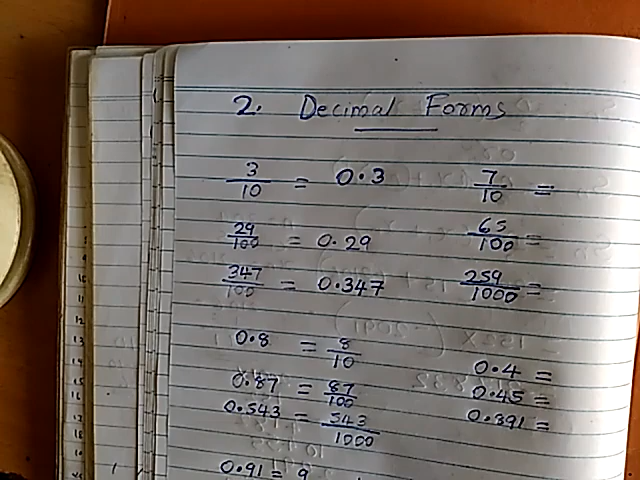 2. Decimal Forms
3/10 = 0.3 7/10 =
29/100 = 0.29 65/100 =
347/100 = 0.347 259/1000 =
0.8 = 8/10 0.4 =
0.87 = 87/100 0.45 =
0.543 = 543/1000 0.891 =
0.91 = 9